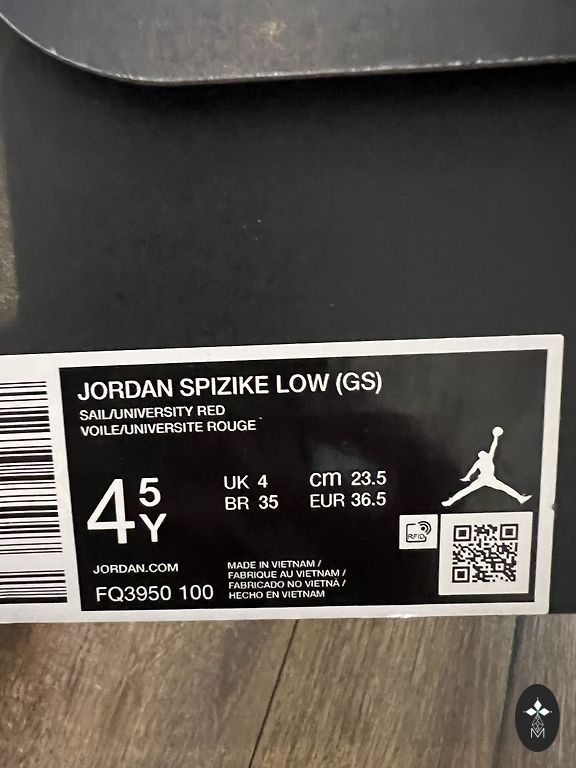 JORDAN SPIZIKE LOW (GS)
SAIL/UNIVERSITY RED
VOILE/UNIVERSITE ROUGE
4 5 Y
UK 4 cm 23.5
BR 35 EUR 36.5
RFID
JORDAN.COM
FQ3950 100
MADE IN VIETNAM /
FABRIQUE AU VIETNAM /
FABRICADO NO VIETNÃ /
HECHO EN VIETNAM
M